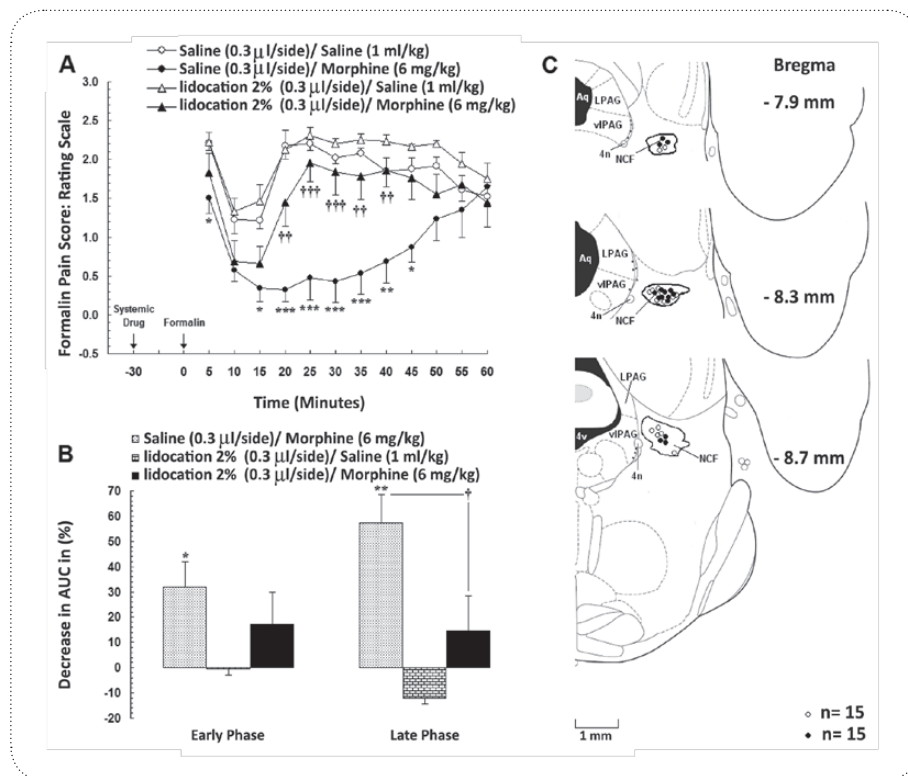 A
Saline (0.3 μl/side)/ Saline (1 ml/kg)
Saline (0.3 μl/side)/ Morphine (6 mg/kg)
lidocation 2% (0.3 μl/side)/ Saline (1 ml/kg)
lidocation 2% (0.3 μl/side)/ Morphine (6 mg/kg)
Formalin Pain Score: Rating Scale
3.0
2.5
2.0
1.5
1.0
0.5
0.0
-0.5
*
* *** *** *** *** ** *
†† ††† ††† †† ††
Systemic
Drug
Formalin
-30 0 5 10 15 20 25 30 35 40 45 50 55 60
Time (Minutes)
B
Saline (0.3 μl/side)/ Morphine (6 mg/kg)
lidocation 2% (0.3 μl/side)/ Saline (1 ml/kg)
lidocation 2% (0.3 μl/side)/ Morphine (6 mg/kg)
Decrease in AUC in (%)
70
60
50
40
30
20
10
0
-10
-20
*
**
†
Early Phase Late Phase
C
Bregma
- 7.9 mm
Aq
LPAG
vlPAG
4n
NCF
- 8.3 mm
Aq
LPAG
vlPAG
4n
NCF
- 8.7 mm
LPAG
4v
vlPAG
NCF
4n
1 mm
n= 15
n= 15